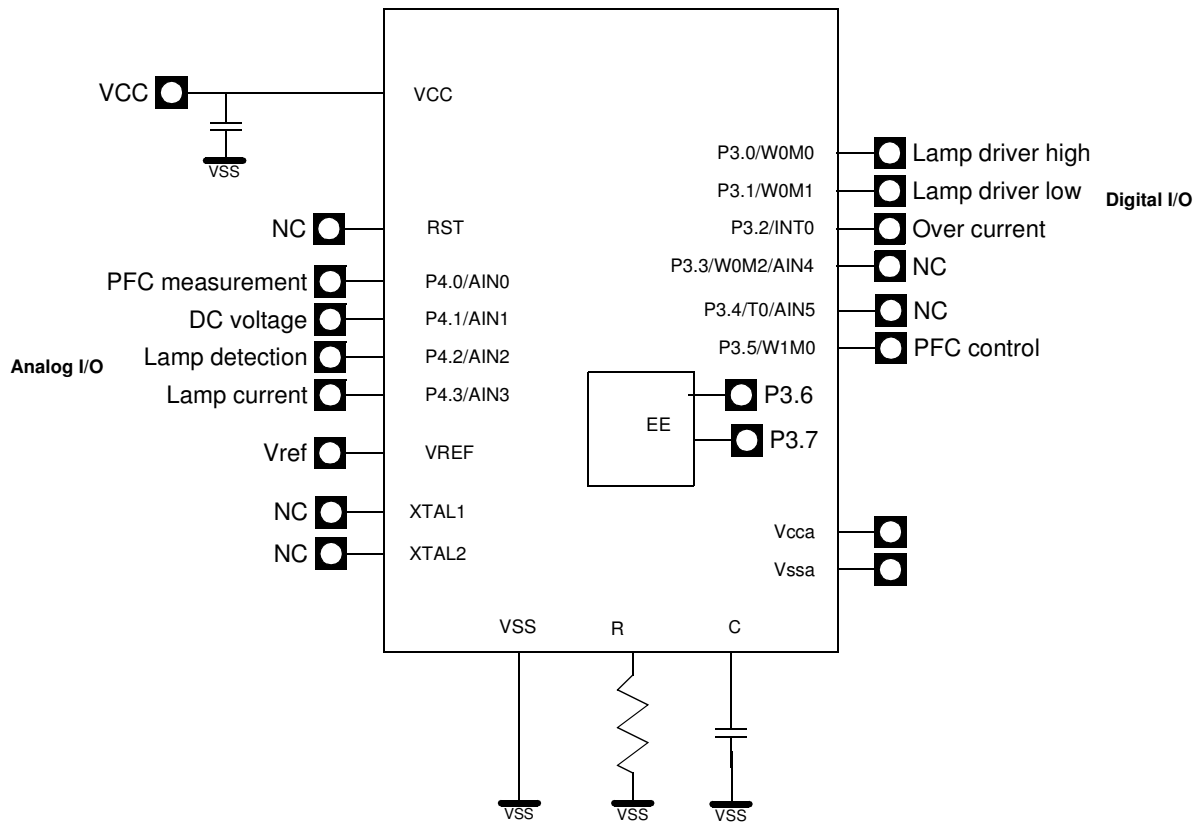 VCC
VCC
VSS
NC
RST
PFC measurement
P4.0/AIN0
DC voltage
P4.1/AIN1
Analog I/O
Lamp detection
P4.2/AIN2
Lamp current
P4.3/AIN3
Vref
VREF
NC
XTAL1
NC
XTAL2
P3.0/W0M0
Lamp driver high
P3.1/W0M1
Lamp driver low
Digital I/O
P3.2/INT0
Over current
P3.3/W0M2/AIN4
NC
P3.4/T0/AIN5
NC
P3.5/W1M0
PFC control
EE
P3.6
P3.7
Vcca
Vssa
VSS
R
C
VSS
VSS
VSS